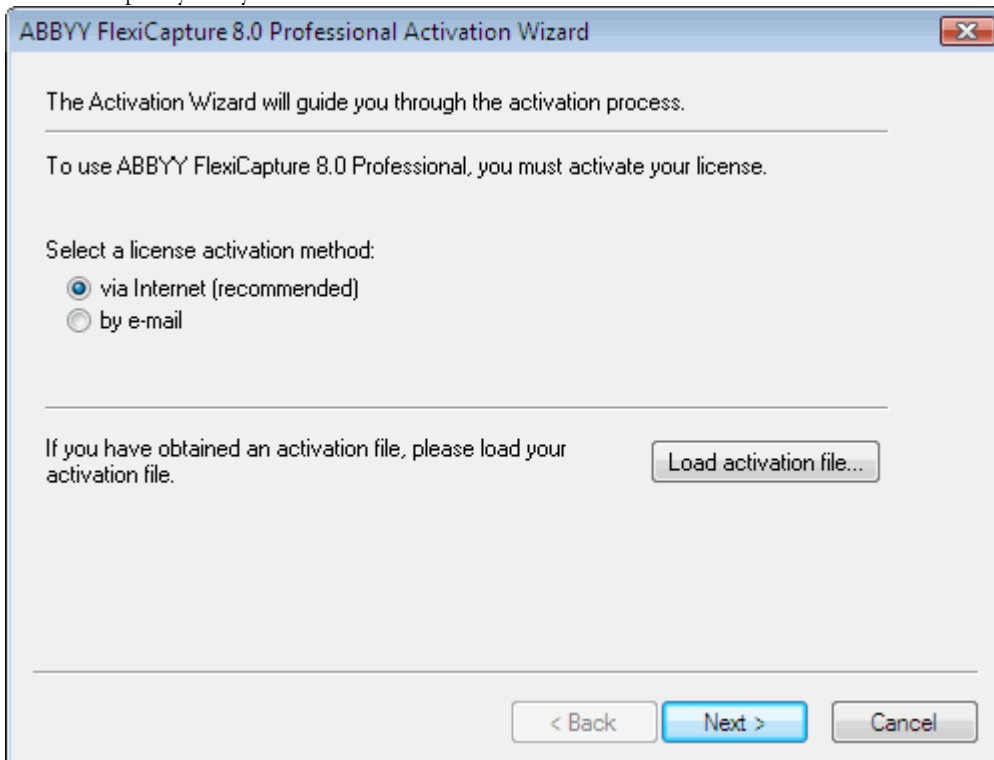 ABBYY FlexiCapture 8.0 Professional Activation Wizard
The Activation Wizard will guide you through the activation process.
To use ABBYY FlexiCapture 8.0 Professional, you must activate your license.
Select a license activation method:
via Internet (recommended)
by e-mail
If you have obtained an activation file, please load your
activation file.
Load activation file...
< Back
Next >
Cancel